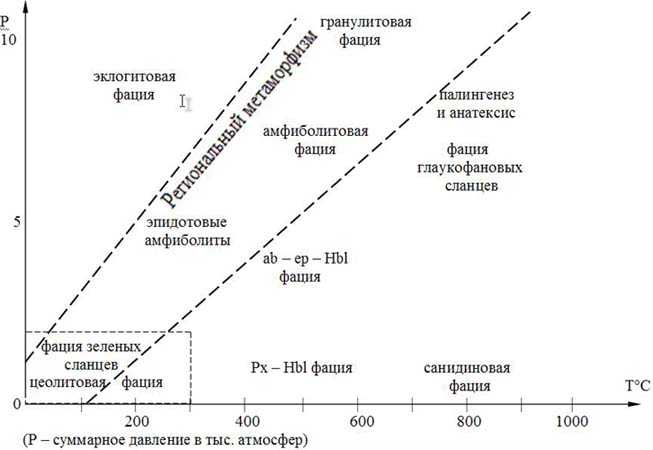 P
10
гранулитовая
фация
эклогитовая
фация
Региональный метаморфизм
палингенез
и анатексис
амфиболитовая
фация
фация
глаукофановых
сланцев
5
эпидотовые
амфиболиты
ab – ep – Hbl
фация
фация зеленых
сланцев
цеолитовая фация
Px – Hbl фация
санидиновая
фация
T°C
0
200
400
600
800
1000
(P – суммарное давление в тыс. атмосфер)